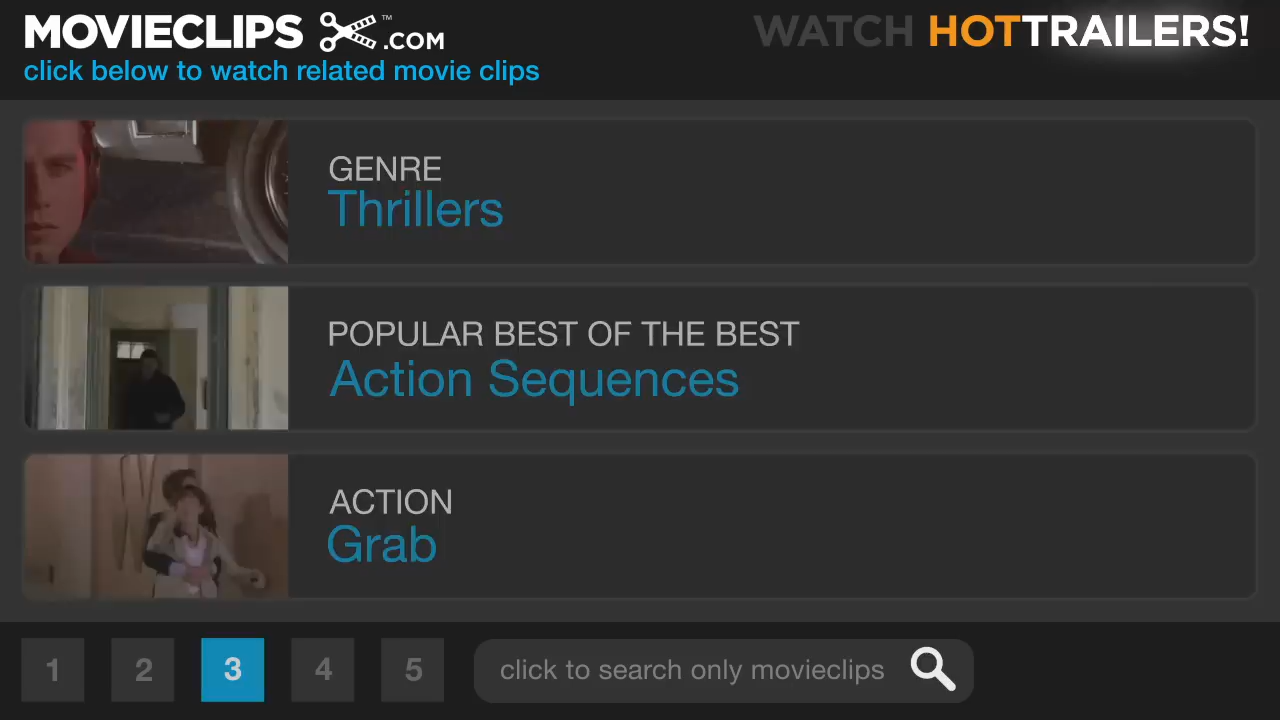 MOVIECLIPS ™ .COM
WATCH HOTTRAILERS!
click below to watch related movie clips
GENRE
Thrillers
POPULAR BEST OF THE BEST
Action Sequences
ACTION
Grab
1 2 3 4 5 click to search only movieclips